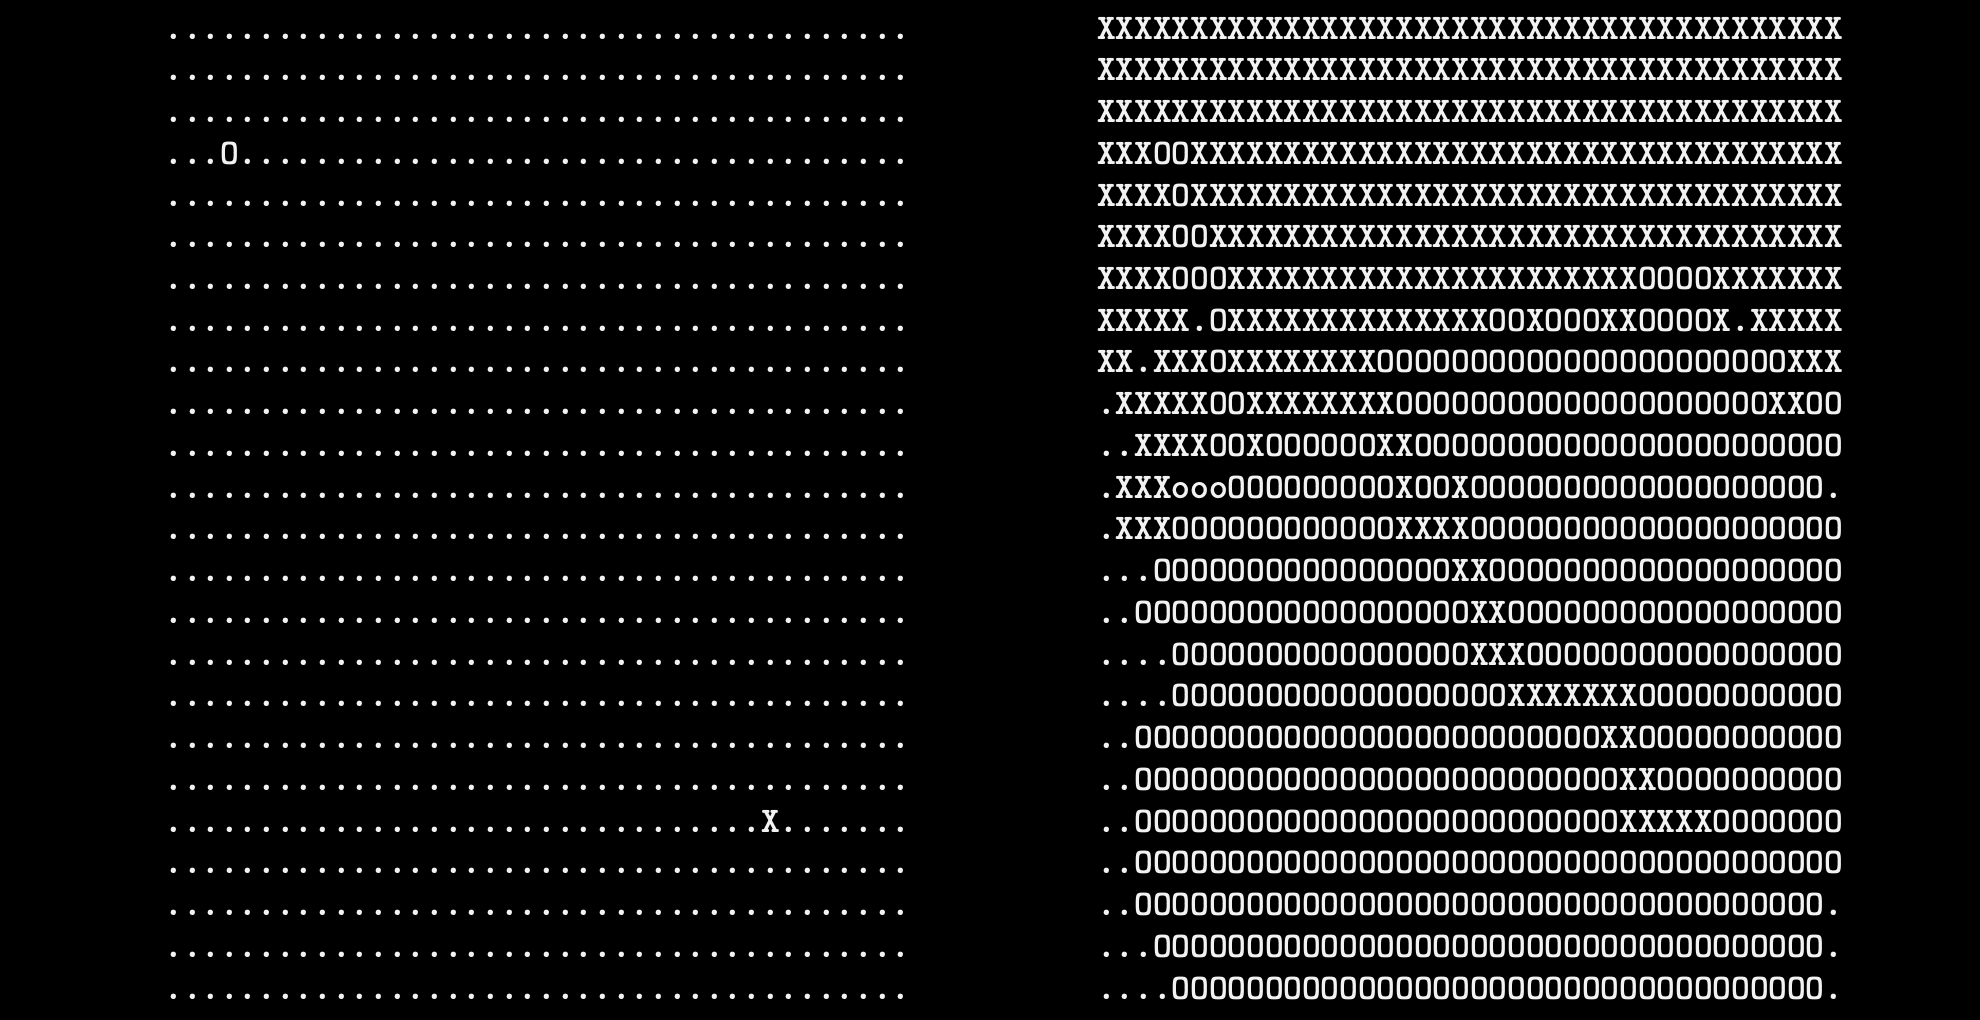 ........................................          XXXXXXXXXXXXXXXXXXXXXXXXXXXXXXXXXXXXXXXX
........................................          XXXXXXXXXXXXXXXXXXXXXXXXXXXXXXXXXXXXXXXX
........................................          XXXXXXXXXXXXXXXXXXXXXXXXXXXXXXXXXXXXXXXX
...O....................................          XXXOOXXXXXXXXXXXXXXXXXXXXXXXXXXXXXXXXXXX
........................................          XXXXOXXXXXXXXXXXXXXXXXXXXXXXXXXXXXXXXXXX
........................................          XXXXOOXXXXXXXXXXXXXXXXXXXXXXXXXXXXXXXXXX
........................................          XXXXOOOXXXXXXXXXXXXXXXXXXXXXXOOOOXXXXXXX
........................................          XXXXX.OXXXXXXXXXXXXXXOOXOOOXXOOOOX.XXXXX
........................................          XX.XXXOXXXXXXXXOOOOOOOOOOOOOOOOOOOOOOXXX
........................................          .XXXXXOOXXXXXXXXOOOOOOOOOOOOOOOOOOOOXXOO
........................................          ..XXXXOOXOOOOOOXXOOOOOOOOOOOOOOOOOOOOOOO
........................................          .XXXoooOOOOOOOOOXOOXOOOOOOOOOOOOOOOOOOO.
........................................          .XXXOOOOOOOOOOOOXXXXOOOOOOOOOOOOOOOOOOOO
........................................          ...OOOOOOOOOOOOOOOOXXOOOOOOOOOOOOOOOOOOO
........................................          ..OOOOOOOOOOOOOOOOOOXXOOOOOOOOOOOOOOOOOO
........................................          ....OOOOOOOOOOOOOOOOXXXOOOOOOOOOOOOOOOOO
........................................          ....OOOOOOOOOOOOOOOOOOXXXXXXXOOOOOOOOOOO
........................................          ..OOOOOOOOOOOOOOOOOOOOOOOOOXXOOOOOOOOOOO
........................................          ..OOOOOOOOOOOOOOOOOOOOOOOOOOXXOOOOOOOOOO
................................X.......          ..OOOOOOOOOOOOOOOOOOOOOOOOOOXXXXXOOOOOOO
........................................          ..OOOOOOOOOOOOOOOOOOOOOOOOOOOOOOOOOOOOOO
........................................          ..OOOOOOOOOOOOOOOOOOOOOOOOOOOOOOOOOOOOO.
........................................          ...OOOOOOOOOOOOOOOOOOOOOOOOOOOOOOOOOOOO.
........................................          ....OOOOOOOOOOOOOOOOOOOOOOOOOOOOOOOOOOO.